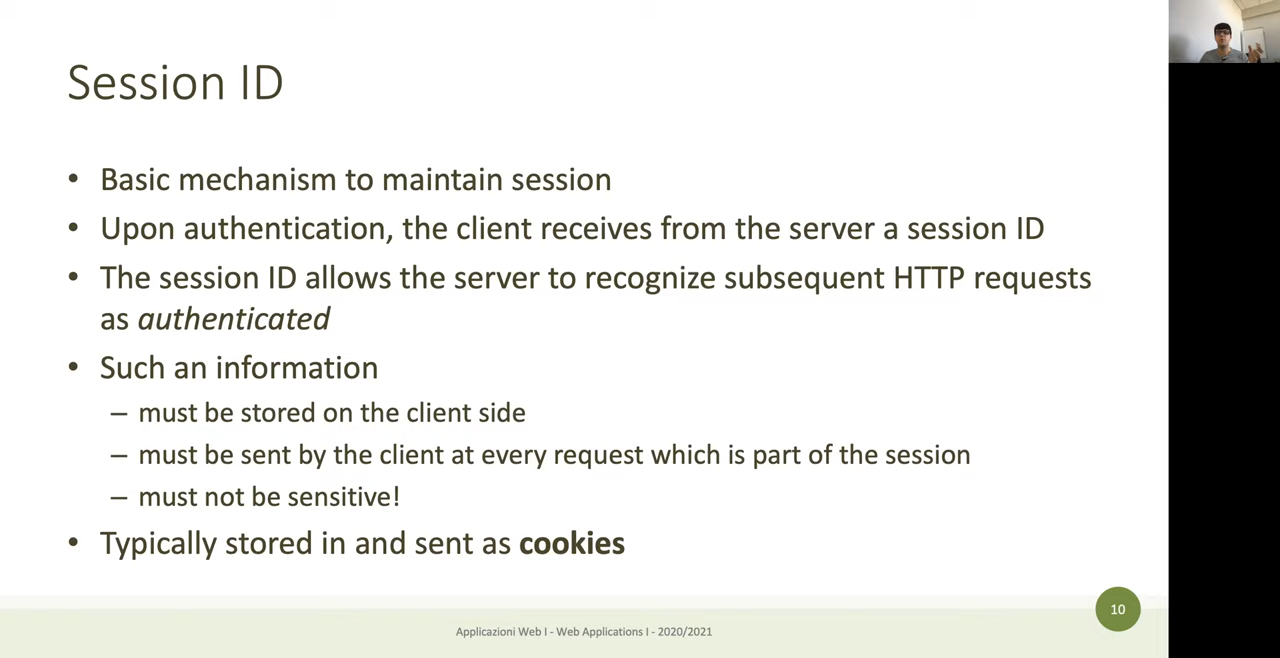 Session ID
• Basic mechanism to maintain session
• Upon authentication, the client receives from the server a session ID
• The session ID allows the server to recognize subsequent HTTP requests
as authenticated
• Such an information
– must be stored on the client side
– must be sent by the client at every request which is part of the session
– must not be sensitive!
• Typically stored in and sent as cookies
10
Applicazioni Web I - Web Applications I - 2020/2021